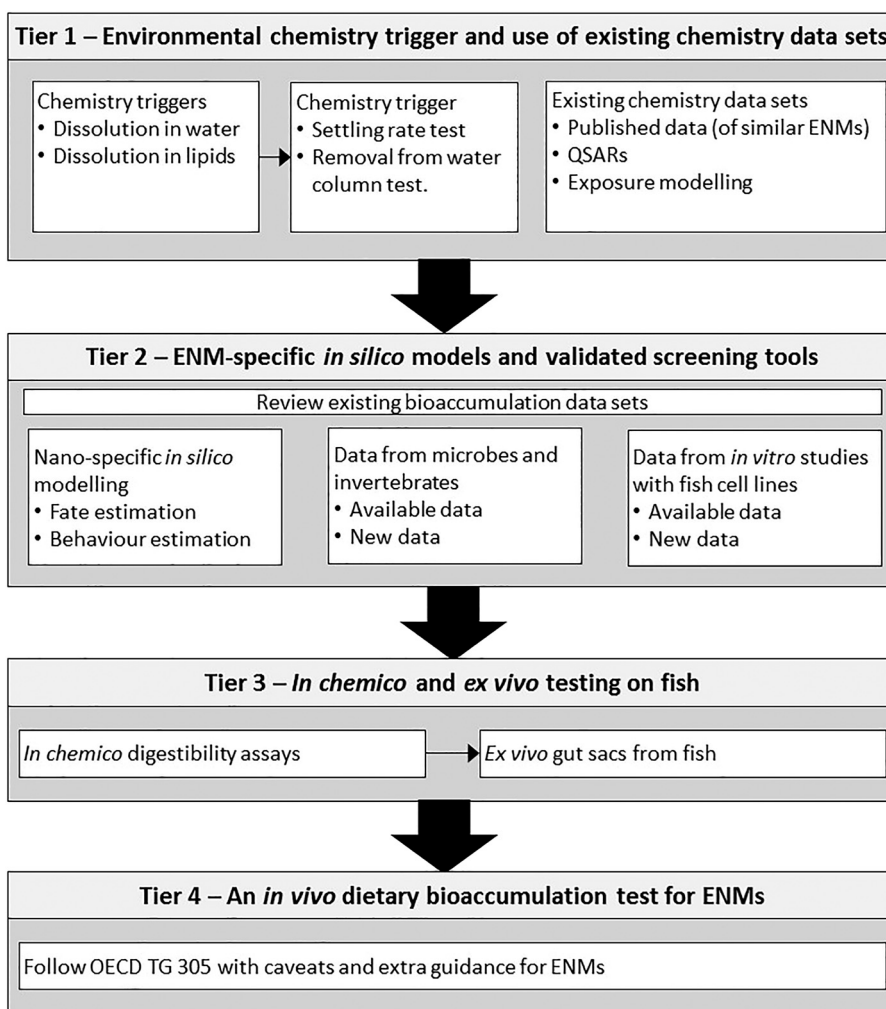 Tier 1 – Environmental chemistry trigger and use of existing chemistry data sets
Chemistry triggers
• Dissolution in water
• Dissolution in lipids
Chemistry trigger
• Settling rate test
• Removal from water
column test.
Existing chemistry data sets
• Published data (of similar ENMs)
• QSARs
• Exposure modelling
Tier 2 – ENM-specific in silico models and validated screening tools
Review existing bioaccumulation data sets
Nano-specific in silico
modelling
• Fate estimation
• Behaviour estimation
Data from microbes and
invertebrates
• Available data
• New data
Data from in vitro studies
with fish cell lines
• Available data
• New data
Tier 3 – In chemico and ex vivo testing on fish
In chemico digestibility assays
Ex vivo gut sacs from fish
Tier 4 – An in vivo dietary bioaccumulation test for ENMs
Follow OECD TG 305 with caveats and extra guidance for ENMs